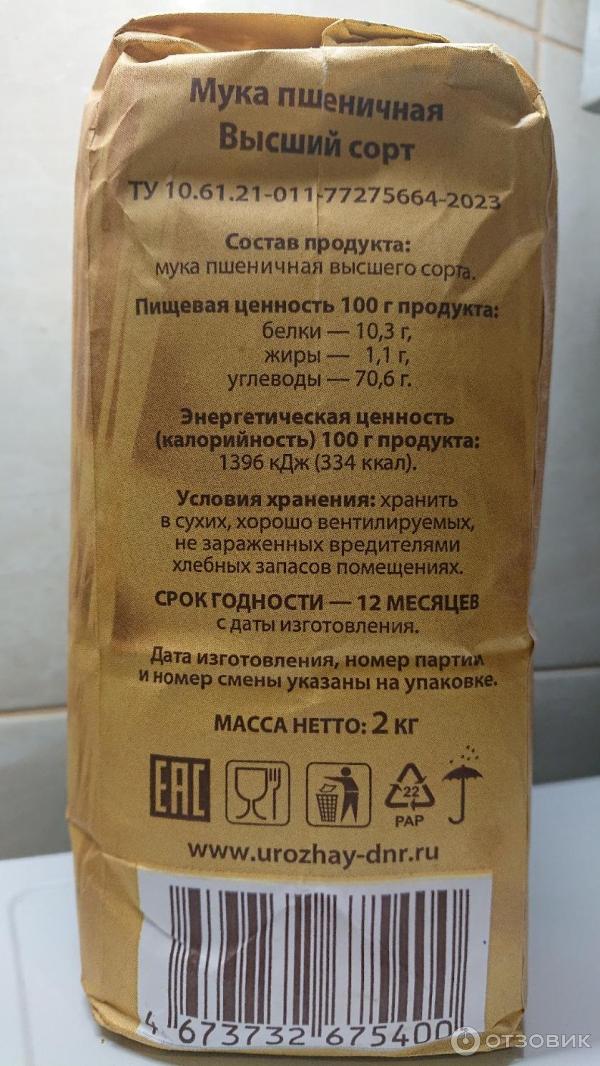 Мука пшеничная
Высший сорт
ТУ 10.61.21-011-77275664-2023
Состав продукта:
мука пшеничная высшего сорта.
Пищевая ценность 100 г продукта:
белки — 10,3 г,
жиры — 1,1 г,
углеводы — 70,6 г.
Энергетическая ценность
(калорийность) 100 г продукта:
1396 кДж (334 ккал).
Условия хранения: хранить
в сухих, хорошо вентилируемых,
не зараженных вредителями
хлебных запасов помещениях.
СРОК ГОДНОСТИ — 12 МЕСЯЦЕВ
с даты изготовления.
Дата изготовления, номер партии
и номер смены указаны на упаковке.
МАССА НЕТТО: 2 КГ
EAC
22
PAP
www.urozhay-dnr.ru
4 673732 675400
ОТЗОВИК